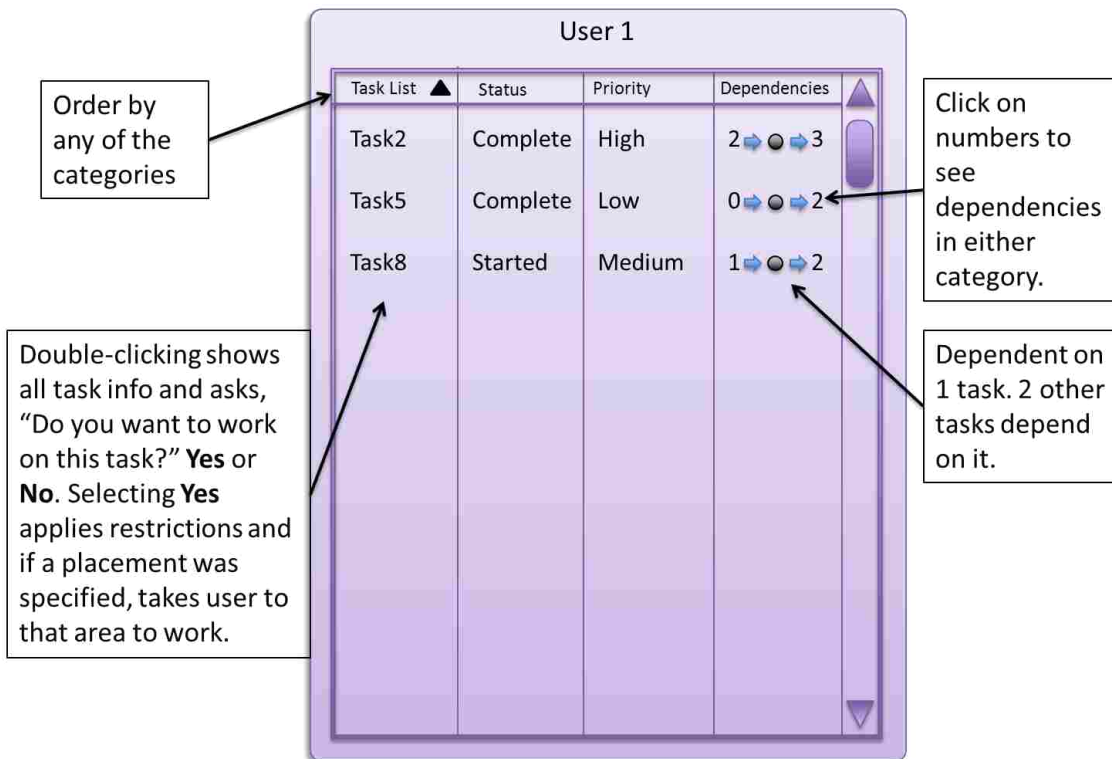 User 1
Task List Status Priority Dependencies
Task2 Complete High 2 3
Task5 Complete Low 0 2
Task8 Started Medium 1 2
Order by
any of the
categories
Double-clicking shows
all task info and asks,
“Do you want to work
on this task?” Yes or
No. Selecting Yes
applies restrictions and
if a placement was
specified, takes user to
that area to work.
Click on
numbers to
see
dependencies
in either
category.
Dependent on
1 task. 2 other
tasks depend
on it.